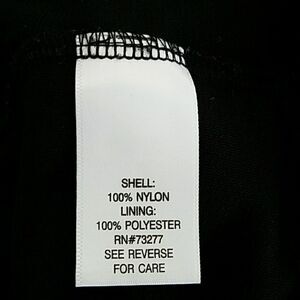 SHELL:
100% NYLON
LINING:
100% POLYESTER
RN#73277
SEE REVERSE
FOR CARE